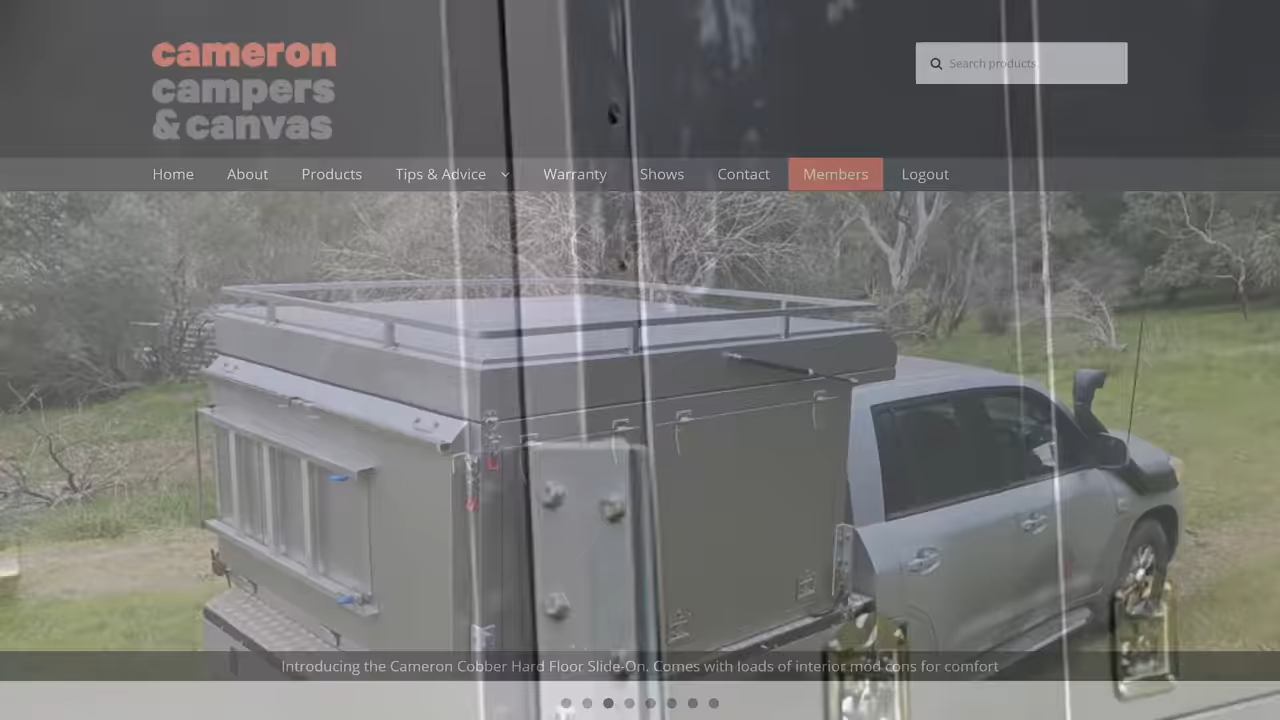 cameron
campers
& canvas
Search products
Home About Products Tips & Advice Warranty Shows Contact Members Logout
Introducing the Cameron Cobber Hard Floor Slide-On. Comes with loads of interior mod cons for comfort